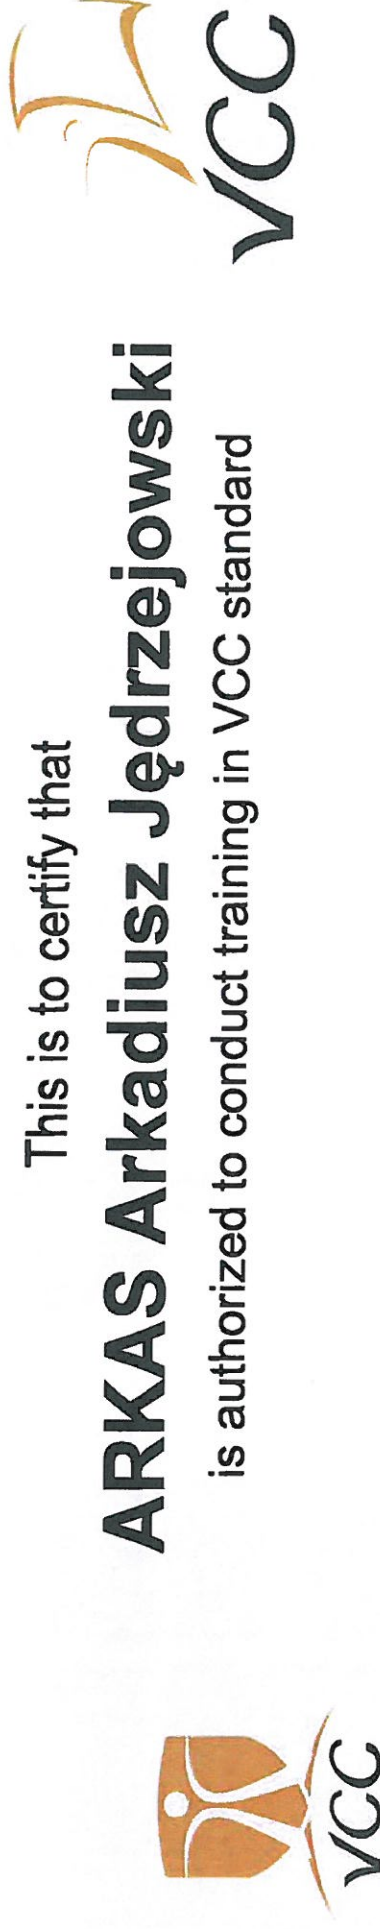 This is to certify that
ARKAS Arkadiusz Jędrzejowski
is authorized to conduct training in VCC standard
VCC
VCC